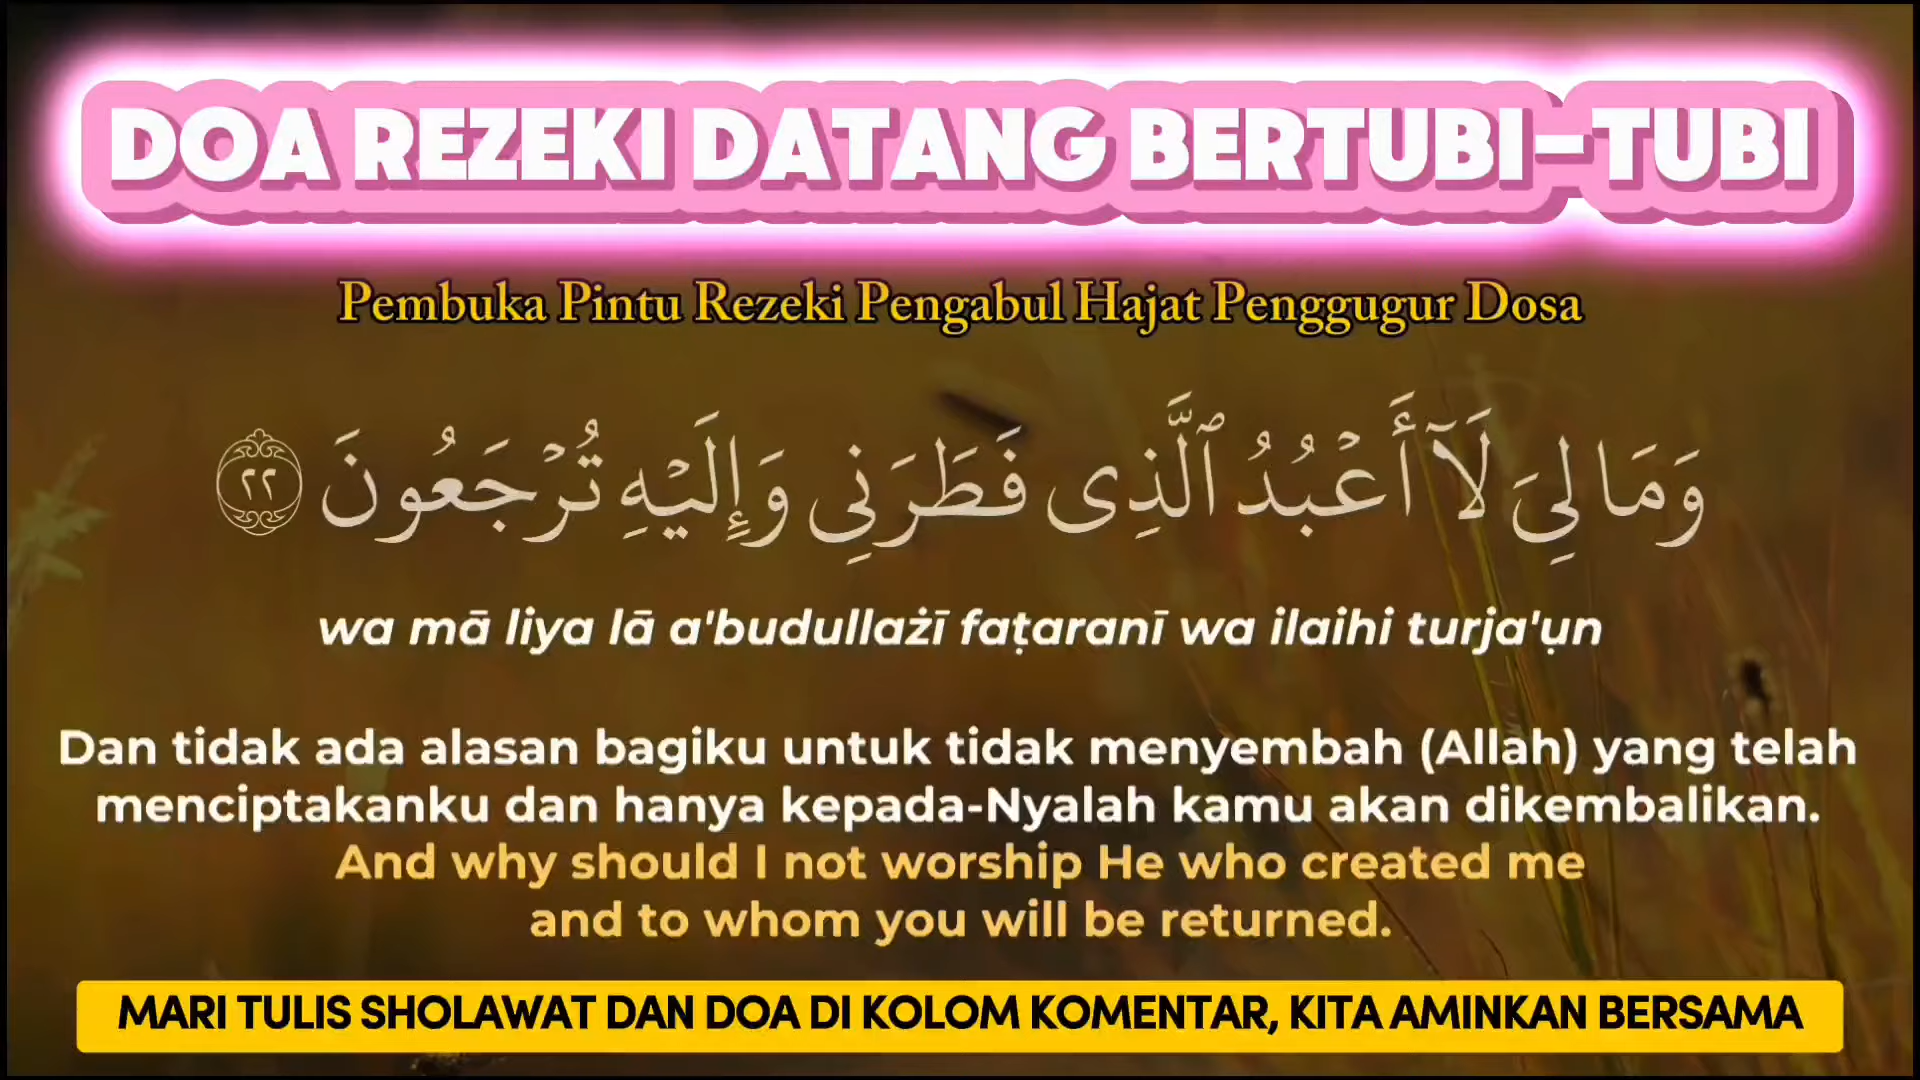 DOA REZEKI DATANG BERTUBI-TUBI
Pembuka Pintu Rezeki Pengabul Hajat Penggugur Dosa
وَمَا لِىَ لَآ أَعْبُدُ ٱلَّذِى فَطَرَنِى وَإِلَيْهِ تُرْجَعُونَ ٢٢
wa mā liya lā a'budullażī faṭaranī wa ilaihi turja'ụn
Dan tidak ada alasan bagiku untuk tidak menyembah (Allah) yang telah
menciptakanku dan hanya kepada-Nyalah kamu akan dikembalikan.
And why should I not worship He who created me
and to whom you will be returned.
MARI TULIS SHOLAWAT DAN DOA DI KOLOM KOMENTAR, KITA AMINKAN BERSAMA